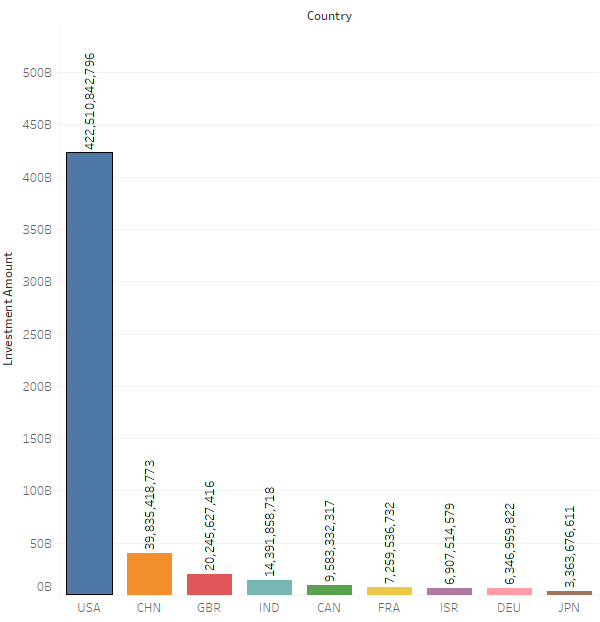 Country
Lnvestment Amount
500B
450B
400B
350B
300B
250B
200B
150B
100B
50B
0B
422,510,842,796
39,835,418,773
20,245,627,416
14,391,858,718
9,583,332,317
7,259,536,732
6,907,514,579
6,346,959,822
3,363,676,611
USA CHN GBR IND CAN FRA ISR DEU JPN